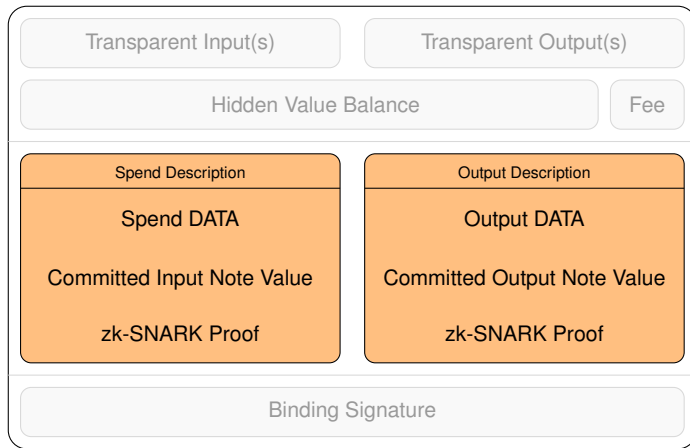 Transparent Input(s)
Transparent Output(s)
Hidden Value Balance
Fee
Spend Description
Spend DATA
Committed Input Note Value
zk-SNARK Proof
Output Description
Output DATA
Committed Output Note Value
zk-SNARK Proof
Binding Signature